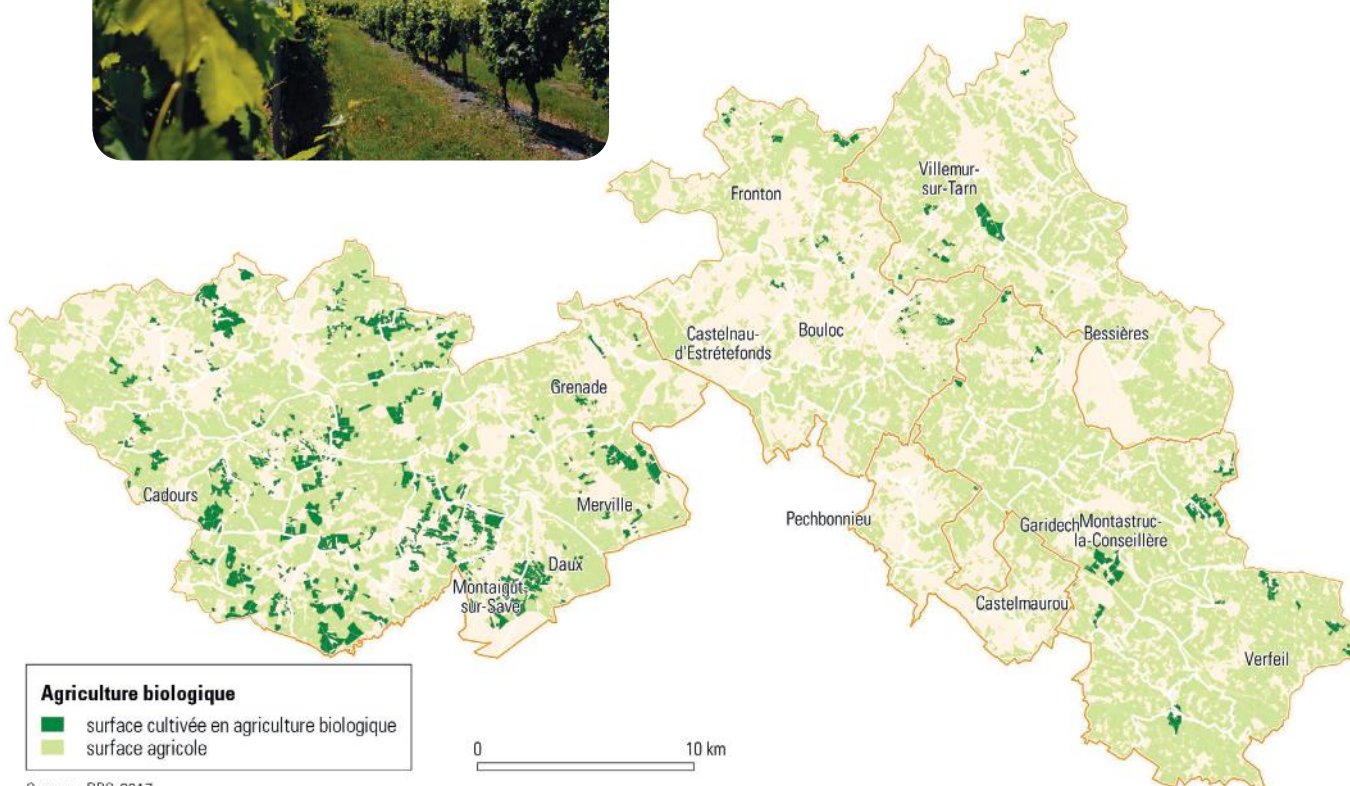 Villemur-
sur-Tarn
Fronton
Bessières
Castelnau-
d'Estrétefonds
Bouloc
Grenade
Cadours
Merville
Pechbonnieu
Garidech
Montastruc-
la-Conseillère
Daux
Montaigut-
sur-Save
Castelmaurou
Verfeil
Agriculture biologique
surface cultivée en agriculture biologique
surface agricole
0 10 km